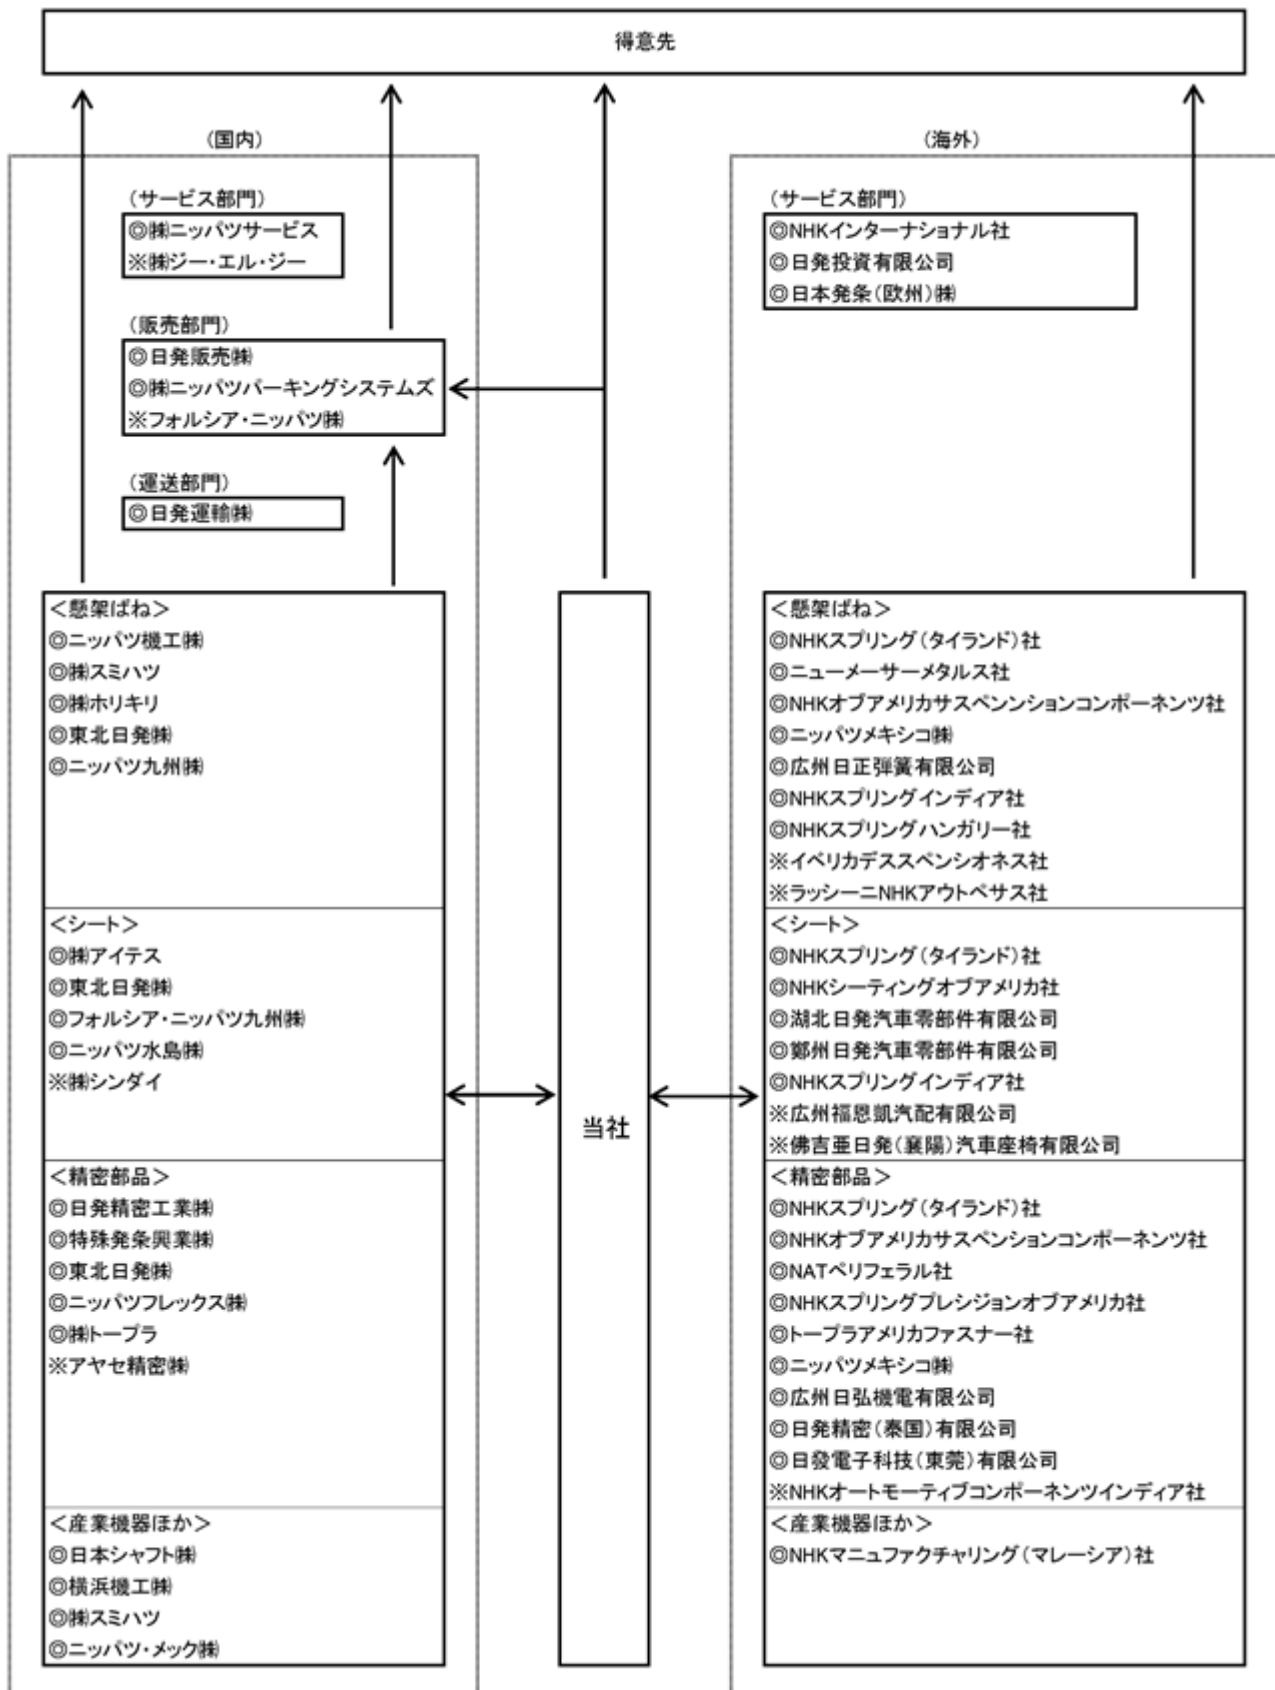 得意先
(国内)
(サービス部門)
◎㈱ニッパツサービス
※㈱ジー・エル・ジー
(販売部門)
◎日発販売㈱
◎㈱ニッパツパーキングシステムズ
※フォルシア・ニッパツ㈱
(運送部門)
◎日発運輸㈱
<懸架ばね>
◎ニッパツ機工㈱
◎㈱スミハツ
◎㈱ホリキリ
◎東北日発㈱
◎ニッパツ九州㈱
<シート>
◎㈱アイテス
◎東北日発㈱
◎フォルシア・ニッパツ九州㈱
◎ニッパツ水島㈱
※㈱シンダイ
<精密部品>
◎日発精密工業㈱
◎特殊発条興業㈱
◎東北日発㈱
◎ニッパツフレックス㈱
◎㈱トープラ
※アヤセ精密㈱
<産業機器ほか>
◎日本シャフト㈱
◎横浜機工㈱
◎㈱スミハツ
◎ニッパツ・メック㈱
当社
(海外)
(サービス部門)
◎NHKインターナショナル社
◎日発投資有限公司
◎日本発条(欧州)㈱
<懸架ばね>
◎NHKスプリング(タイランド)社
◎ニューメーサーメタルス社
◎NHKオブアメリカサスペンンションコンポーネンツ社
◎ニッパツメキシコ㈱
◎広州日正弾簧有限公司
◎NHKスプリングインディア社
◎NHKスプリングハンガリー社
※イベリカデススペンシオネス社
※ラッシーニNHKアウトペサス社
<シート>
◎NHKスプリング(タイランド)社
◎NHKシーティングオブアメリカ社
◎湖北日発汽車零部件有限公司
◎鄭州日発汽車零部件有限公司
◎NHKスプリングインディア社
※広州福恩凱汽配有限公司
※佛吉亜日発(襄陽)汽車座椅有限公司
<精密部品>
◎NHKスプリング(タイランド)社
◎NHKオブアメリカサスペンションコンポーネンツ社
◎NATペリフェラル社
◎NHKスプリングプレシジョンオブアメリカ社
◎トープラアメリカファスナー社
◎ニッパツメキシコ㈱
◎広州日弘機電有限公司
◎日発精密(泰国)有限公司
◎日發電子科技(東莞)有限公司
※NHKオートモーティブコンポーネンツインディア社
<産業機器ほか>
◎NHKマニュファクチャリング(マレーシア)社